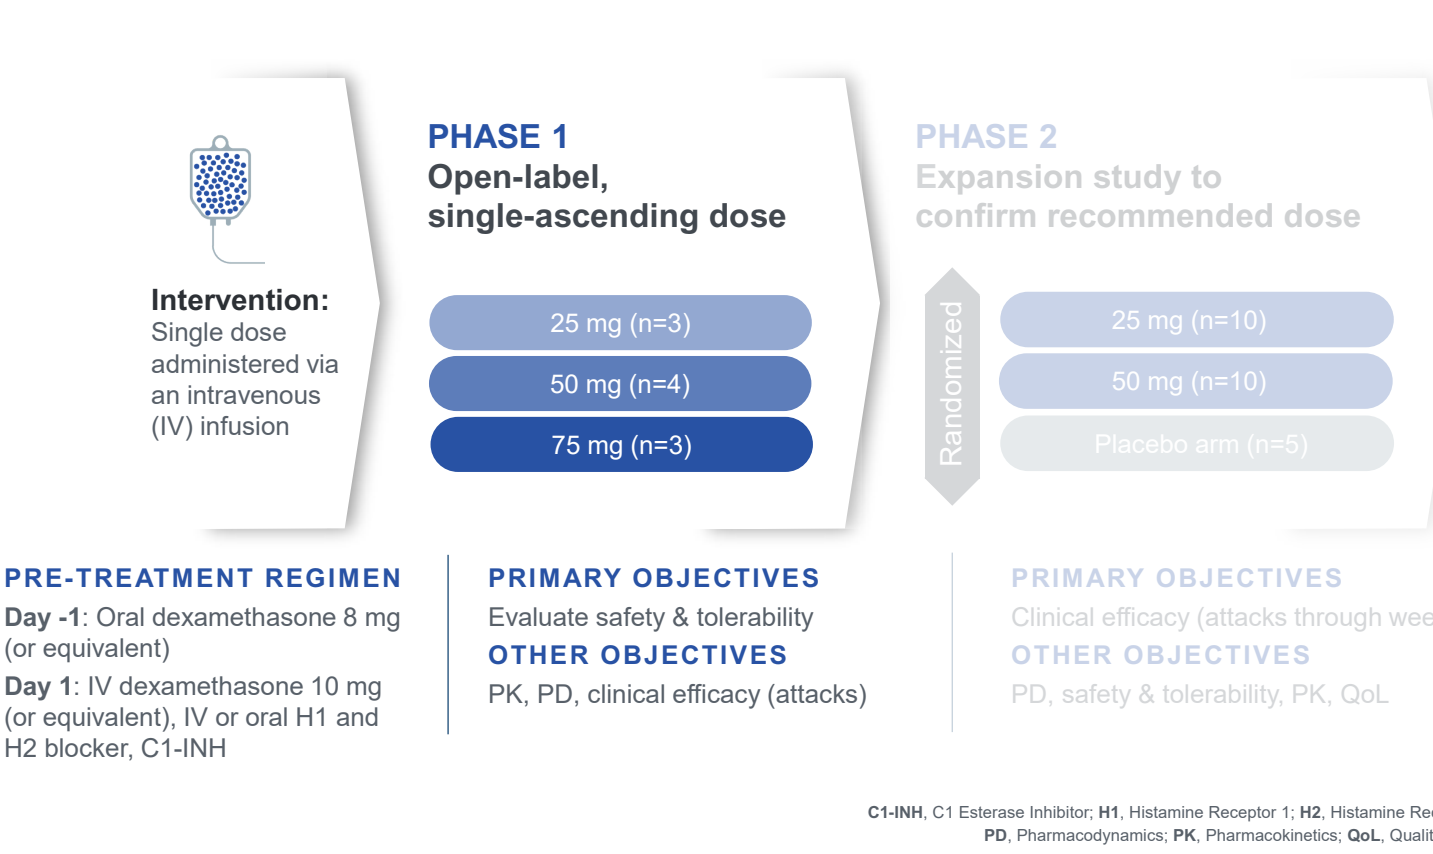 Intervention:
Single dose
administered via
an intravenous
(IV) infusion
PHASE 1
Open-label,
single-ascending dose
25 mg (n=3)
50 mg (n=4)
75 mg (n=3)
PHASE 2
Expansion study to
confirm recommended dose
Randomized
25 mg (n=10)
50 mg (n=10)
Placebo arm (n=5)
PRE-TREATMENT REGIMEN
Day -1: Oral dexamethasone 8 mg
(or equivalent)
Day 1: IV dexamethasone 10 mg
(or equivalent), IV or oral H1 and
H2 blocker, C1-INH
PRIMARY OBJECTIVES
Evaluate safety & tolerability
OTHER OBJECTIVES
PK, PD, clinical efficacy (attacks)
PRIMARY OBJECTIVES
Clinical efficacy (attacks through
OTHER OBJECTIVES
PD, safety & tolerability, PK, QoL
C1-INH, C1 Esterase Inhibitor; H1, Histamine Receptor 1; H2, Histamine
PD, Pharmacodynamics; PK, Pharmacokinetics; QoL,